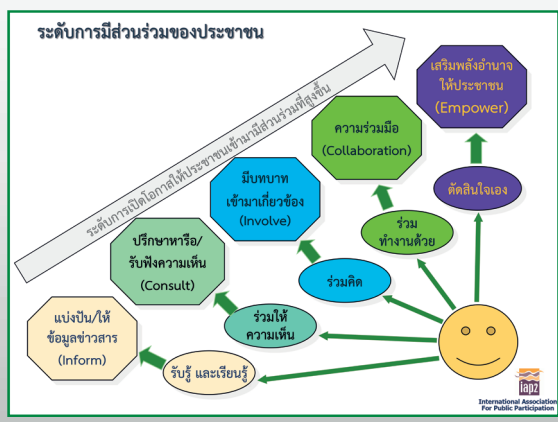 ระดับการมีส่วนร่วมของประชาชน
ระดับการเปิดโอกาสให้ประชาชนเข้ามามีส่วนร่วมที่สูงขึ้น
เสริมพลังอำนาจ
ให้ประชาชน
(Empower)
ความร่วมมือ
(Collaboration)
ตัดสินใจเอง
มีบทบาท
เข้ามาเกี่ยวข้อง
(Involve)
ร่วม
ทำงานด้วย
ปรึกษาหารือ/
รับฟังความเห็น
(Consult)
ร่วมคิด
แบ่งปัน/ให้
ข้อมูลข่าวสาร
(Inform)
ร่วมให้
ความเห็น
รับรู้ และเรียนรู้
iap2
International Association
For Public Participation